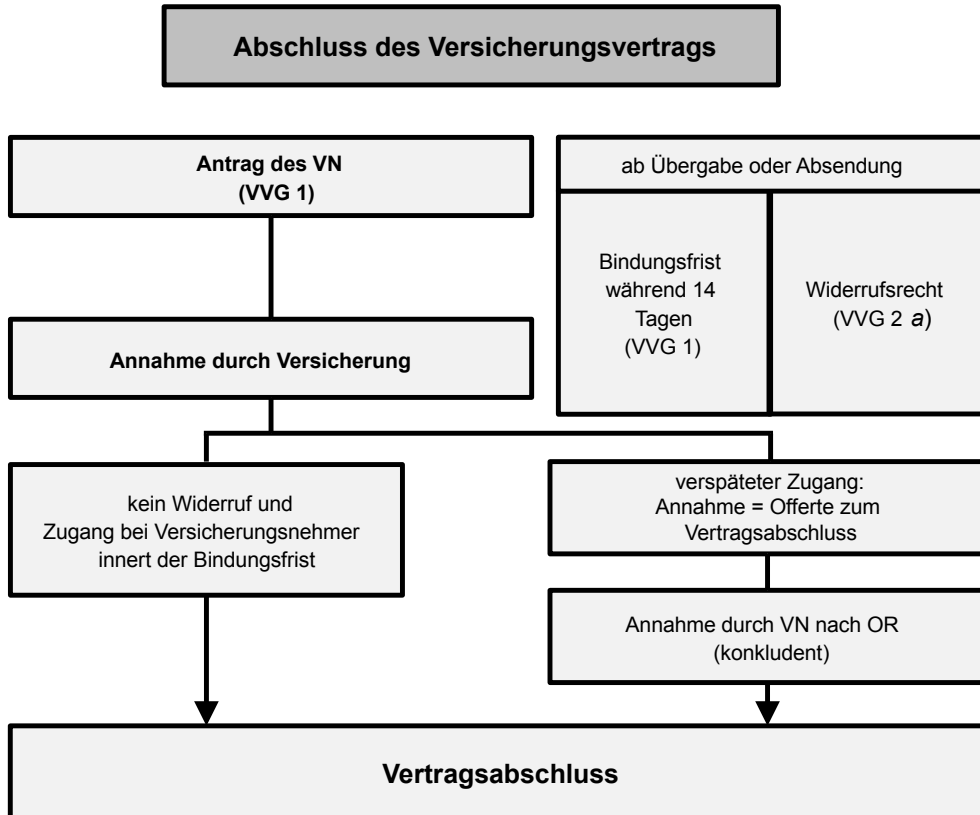 Abschluss des Versicherungsvertrags
Antrag des VN
(VVG 1)
ab Übergabe oder Absendung
Bindungsfrist
während 14
Tagen
(VVG 1)
Widerrufsrecht
(VVG 2 a)
Annahme durch Versicherung
kein Widerruf und
Zugang bei Versicherungsnehmer
innert der Bindungsfrist
verspäteter Zugang:
Annahme = Offerte zum
Vertragsabschluss
Annahme durch VN nach OR
(konkludent)
Vertragsabschluss